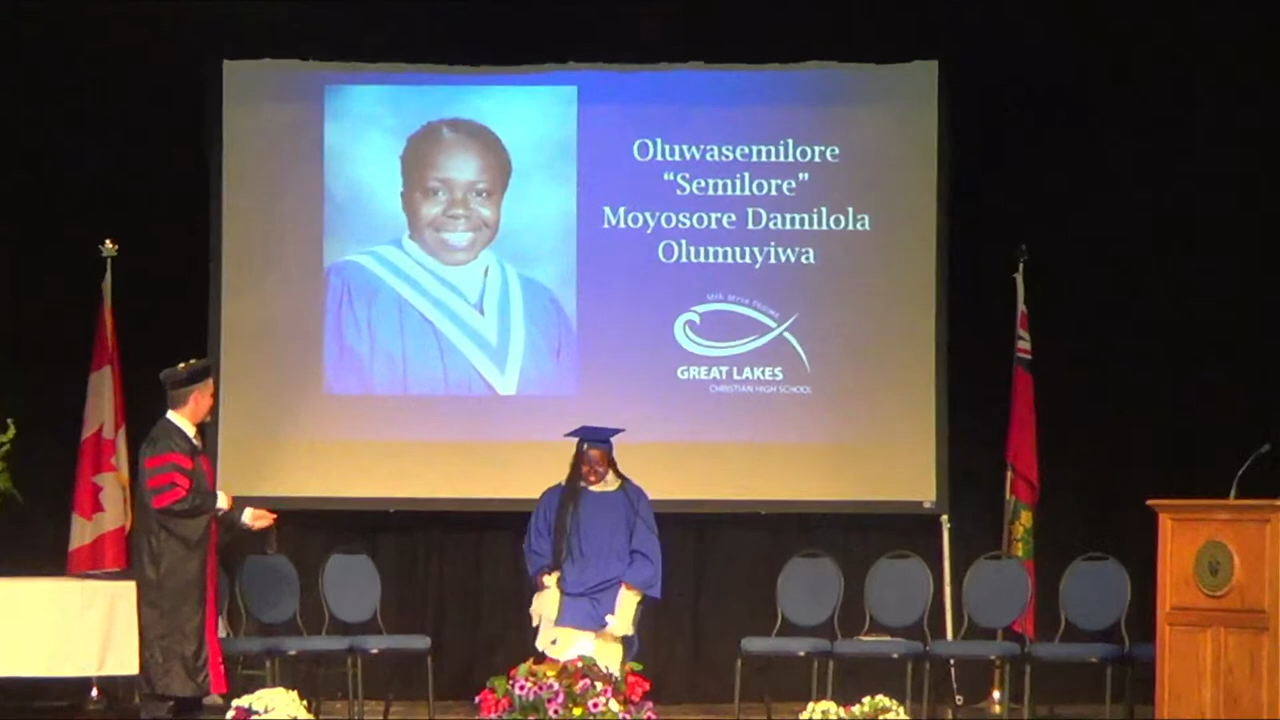 Oluwasemilore
“Semilore”
Moyosore Damilola
Olumuyiwa
GREAT LAKES
CHRISTIAN HIGH SCHOOL